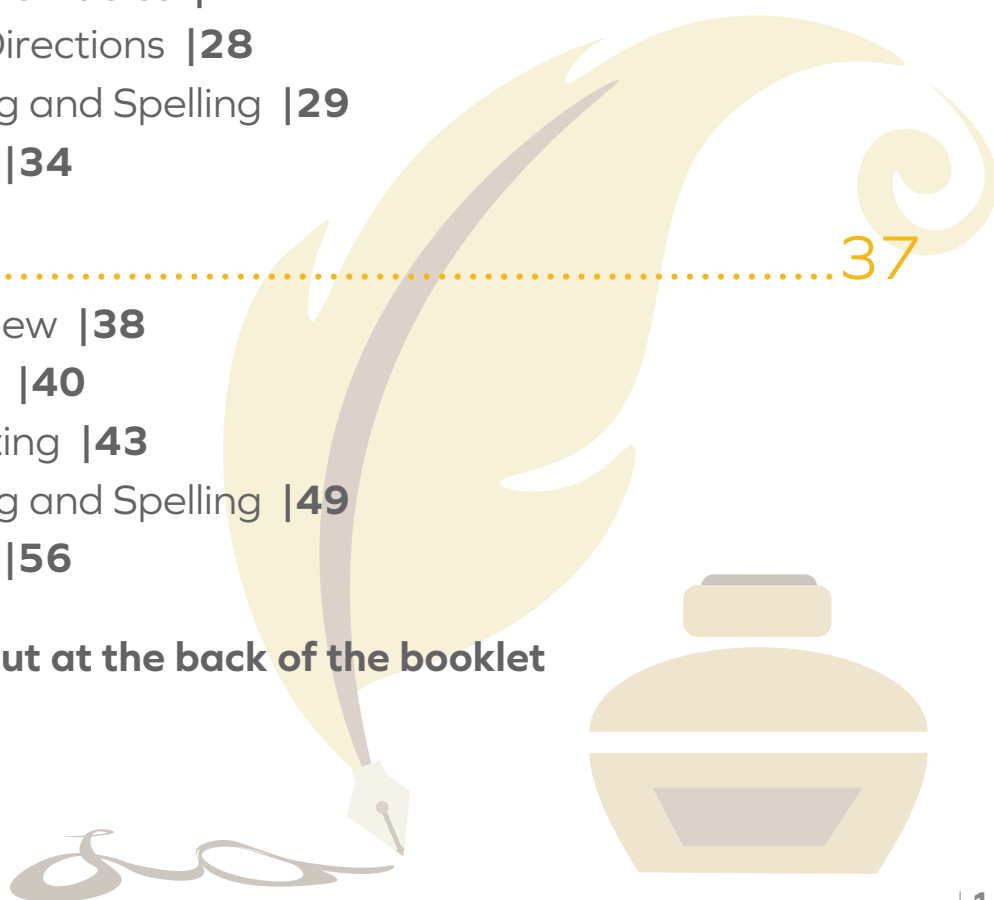 Directions |28
g and Spelling |29
|34
37
ew |38
|40
ting |43
g and Spelling |49
|56
ut at the back of the booklet
| 1